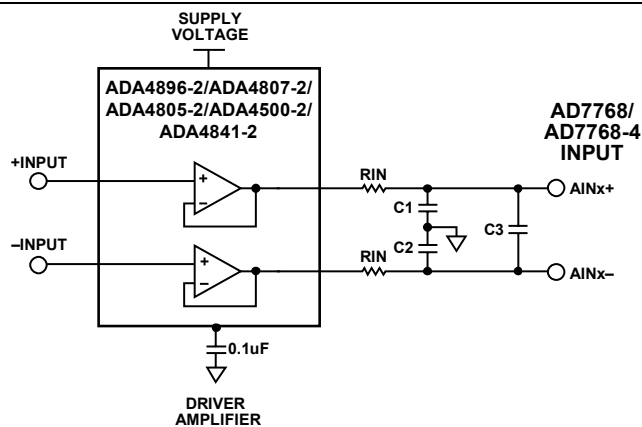 SUPPLY
VOLTAGE
ADA4896-2/ADA4807-2/
ADA4805-2/ADA4500-2/
ADA4841-2
AD7768/
AD7768-4
INPUT
+INPUT
+
−
RIN
AINx+
C1
C2
C3
−INPUT
+
−
RIN
AINx−
0.1uF
DRIVER
AMPLIFIER